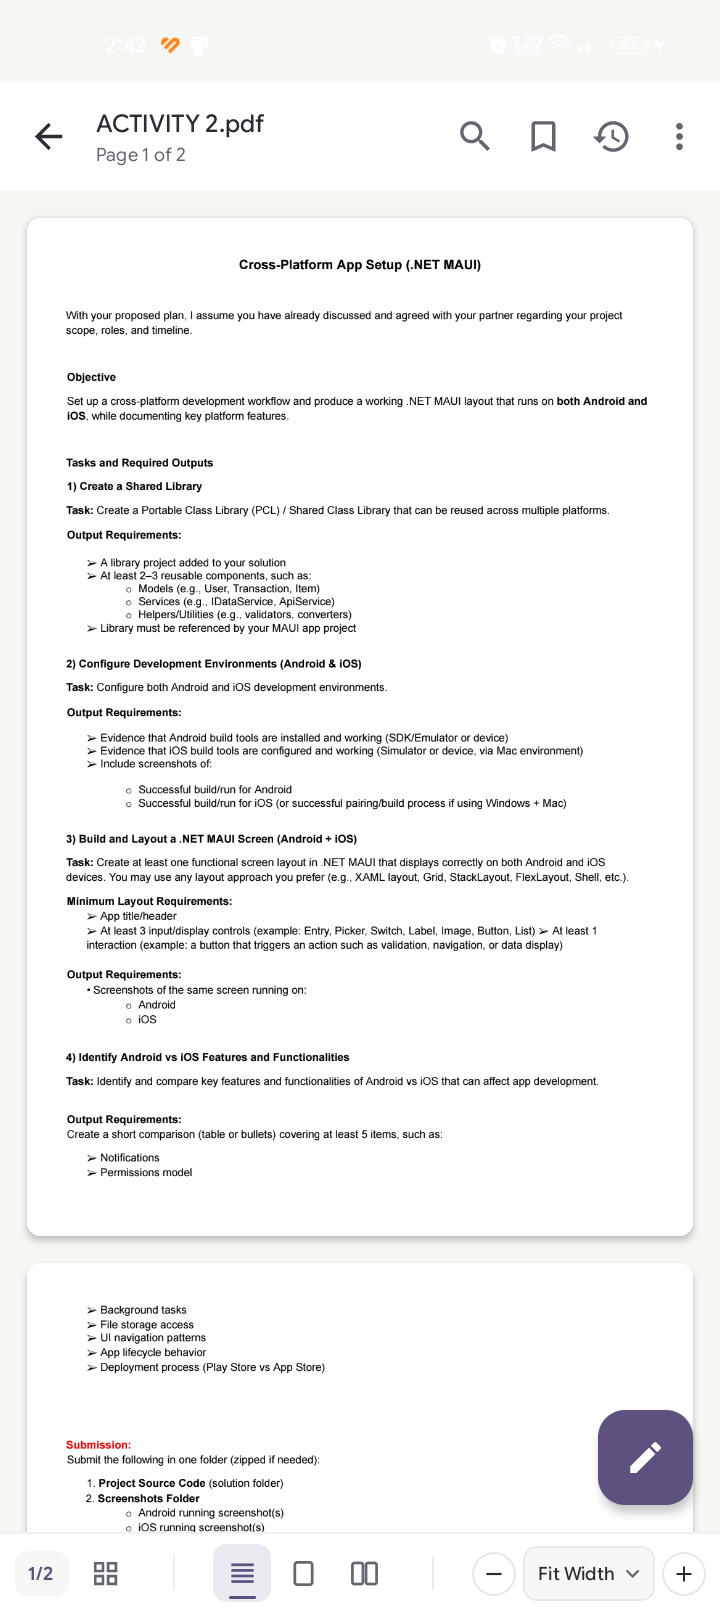 2:42
2.00
KB/S
97
ACTIVITY 2.pdf
Page 1 of 2
Cross-Platform App Setup (.NET MAUI)
With your proposed plan, I assume you have already discussed and agreed with your partner regarding your project
scope, roles, and timeline.
Objective
Set up a cross-platform development workflow and produce a working .NET MAUI layout that runs on both Android and
iOS, while documenting key platform features.
Tasks and Required Outputs
1) Create a Shared Library
Task: Create a Portable Class Library (PCL) / Shared Class Library that can be reused across multiple platforms.
Output Requirements:
➢ A library project added to your solution
➢ At least 2–3 reusable components, such as:
o Models (e.g., User, Transaction, Item)
o Services (e.g., IDataService, ApiService)
o Helpers/Utilities (e.g., validators, converters)
➢ Library must be referenced by your MAUI app project
2) Configure Development Environments (Android & iOS)
Task: Configure both Android and iOS development environments.
Output Requirements:
➢ Evidence that Android build tools are installed and working (SDK/Emulator or device)
➢ Evidence that iOS build tools are configured and working (Simulator or device, via Mac environment)
➢ Include screenshots of:
o Successful build/run for Android
o Successful build/run for iOS (or successful pairing/build process if using Windows + Mac)
3) Build and Layout a .NET MAUI Screen (Android + iOS)
Task: Create at least one functional screen layout in .NET MAUI that displays correctly on both Android and iOS
devices. You may use any layout approach you prefer (e.g., XAML layout, Grid, StackLayout, FlexLayout, Shell, etc.).
Minimum Layout Requirements:
➢ App title/header
➢ At least 3 input/display controls (example: Entry, Picker, Switch, Label, Image, Button, List) ➢ At least 1
interaction (example: a button that triggers an action such as validation, navigation, or data display)
Output Requirements:
• Screenshots of the same screen running on:
o Android
o iOS
4) Identify Android vs iOS Features and Functionalities
Task: Identify and compare key features and functionalities of Android vs iOS that can affect app development.
Output Requirements:
Create a short comparison (table or bullets) covering at least 5 items, such as:
➢ Notifications
➢ Permissions model
➢ Background tasks
➢ File storage access
➢ UI navigation patterns
➢ App lifecycle behavior
➢ Deployment process (Play Store vs App Store)
Submission:
Submit the following in one folder (zipped if needed):
1. Project Source Code (solution folder)
2. Screenshots Folder
o Android running screenshot(s)
o iOS running screenshot(s)
1/2
Fit Width